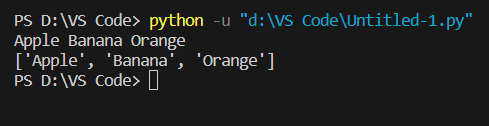 PS D:\VS Code> python -u "d:\VS Code\Untitled-1.py"
Apple Banana Orange
['Apple', 'Banana', 'Orange']
PS D:\VS Code>